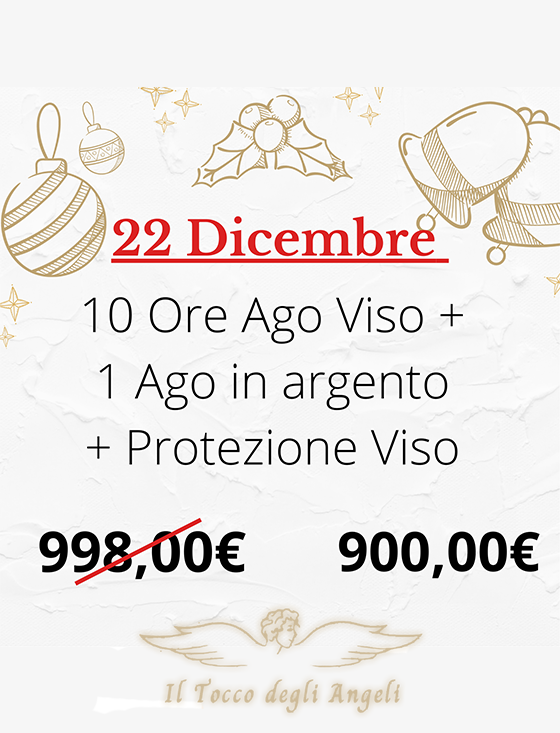 22 Dicembre
10 Ore Ago Viso +
1 Ago in argento
+ Protezione Viso
998,00€ 900,00€
Il Tocco degli Angeli